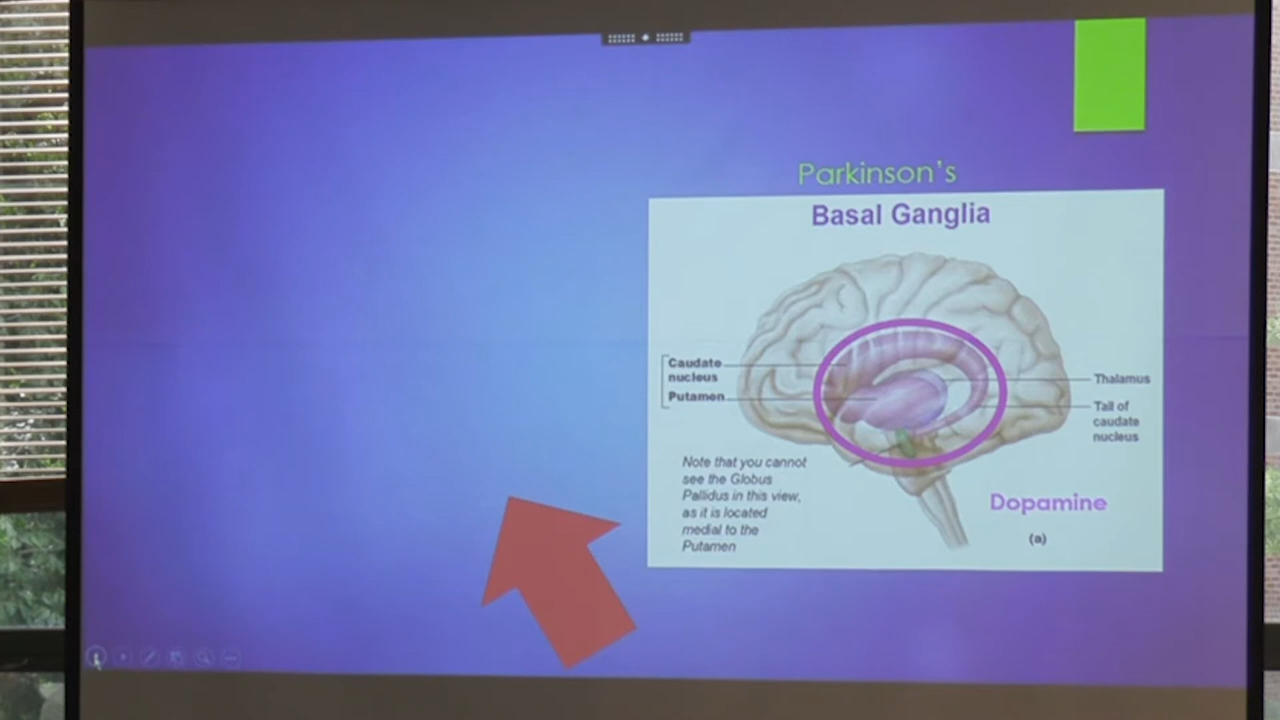 Parkinson's
Basal Ganglia
Caudate
nucleus
Putamen
Thalamus
Tail of
caudate
nucleus
Note that you cannot
see the Globus
Pallidus in this view,
as it is located
medial to the
Putamen
Dopamine
(a)